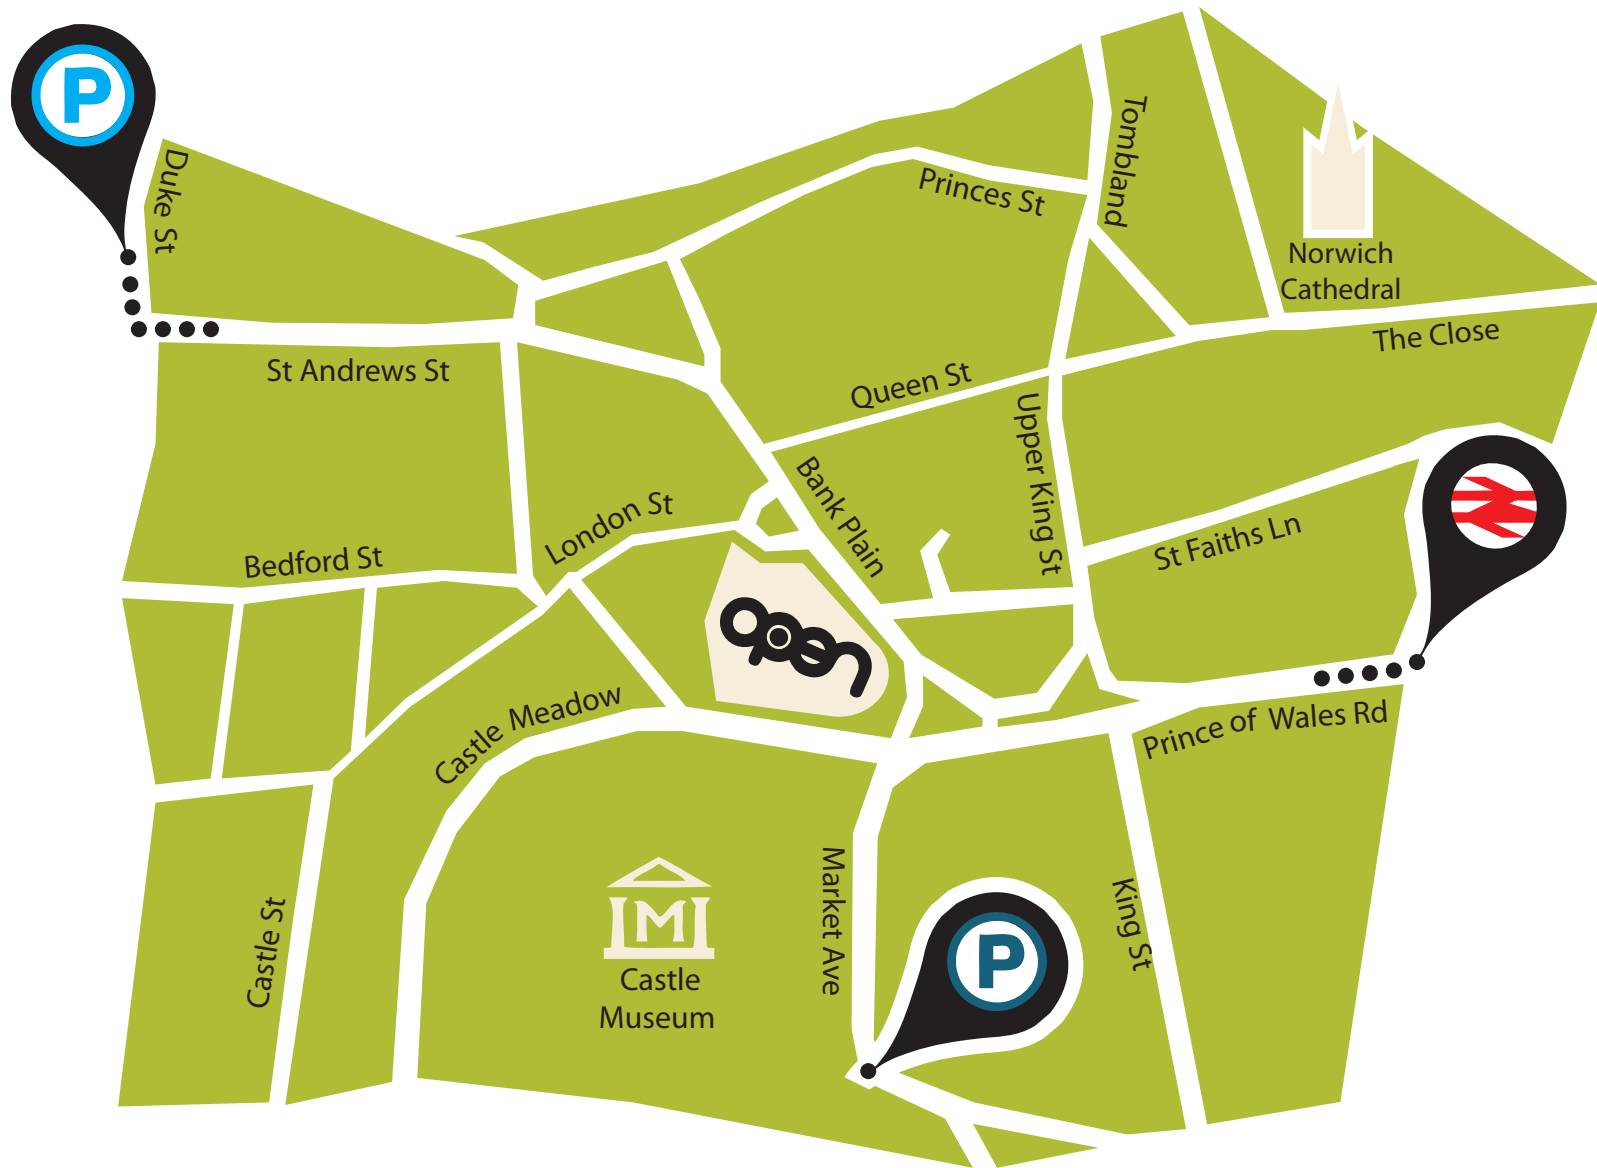 P
Duke St
St Andrews St
Princes St
Tombland
Norwich
Cathedral
The Close
Queen St
Upper King St
Bank Plain
London St
Bedford St
St Faiths Ln
open
Castle Meadow
Prince of Wales Rd
Market Ave
King St
Castle St
M
Castle
Museum
P